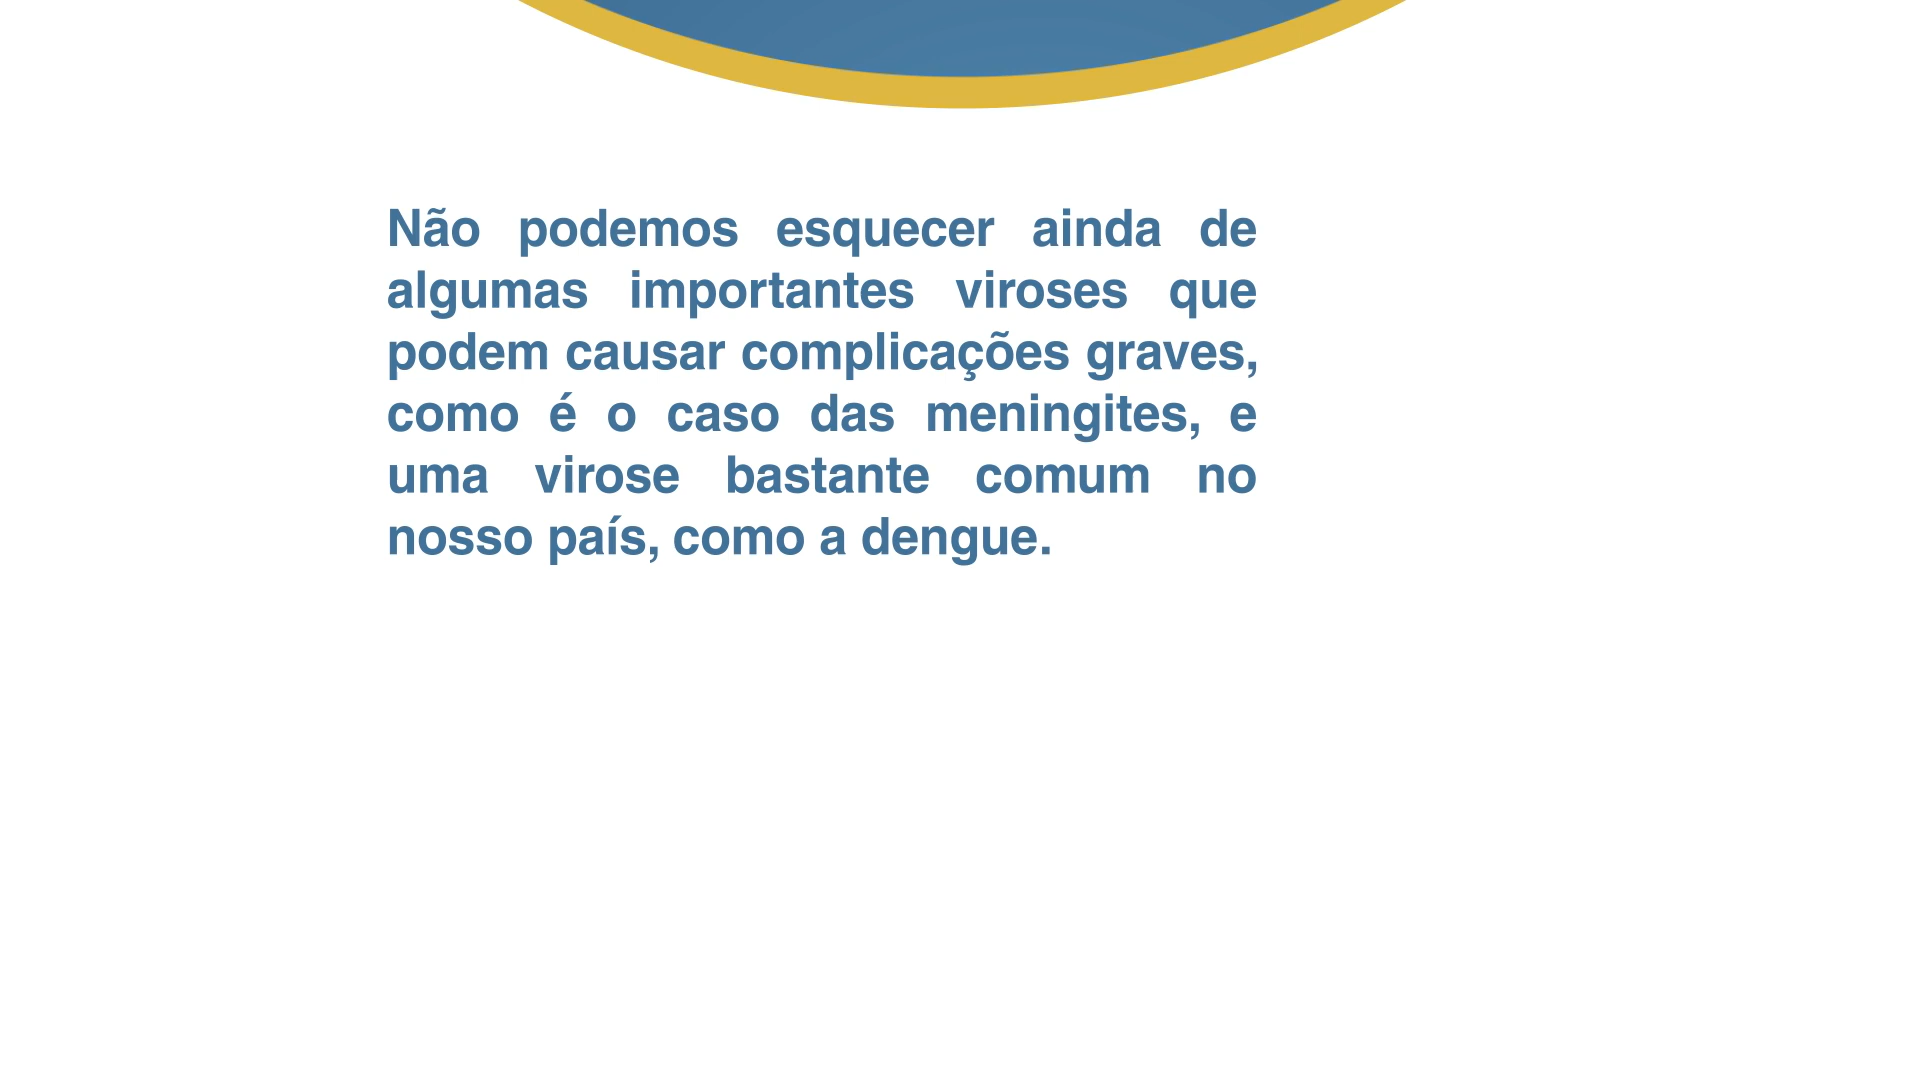 Não podemos esquecer ainda de
algumas importantes viroses que
podem causar complicações graves,
como é o caso das meningites, e
uma virose bastante comum no
nosso país, como a dengue.